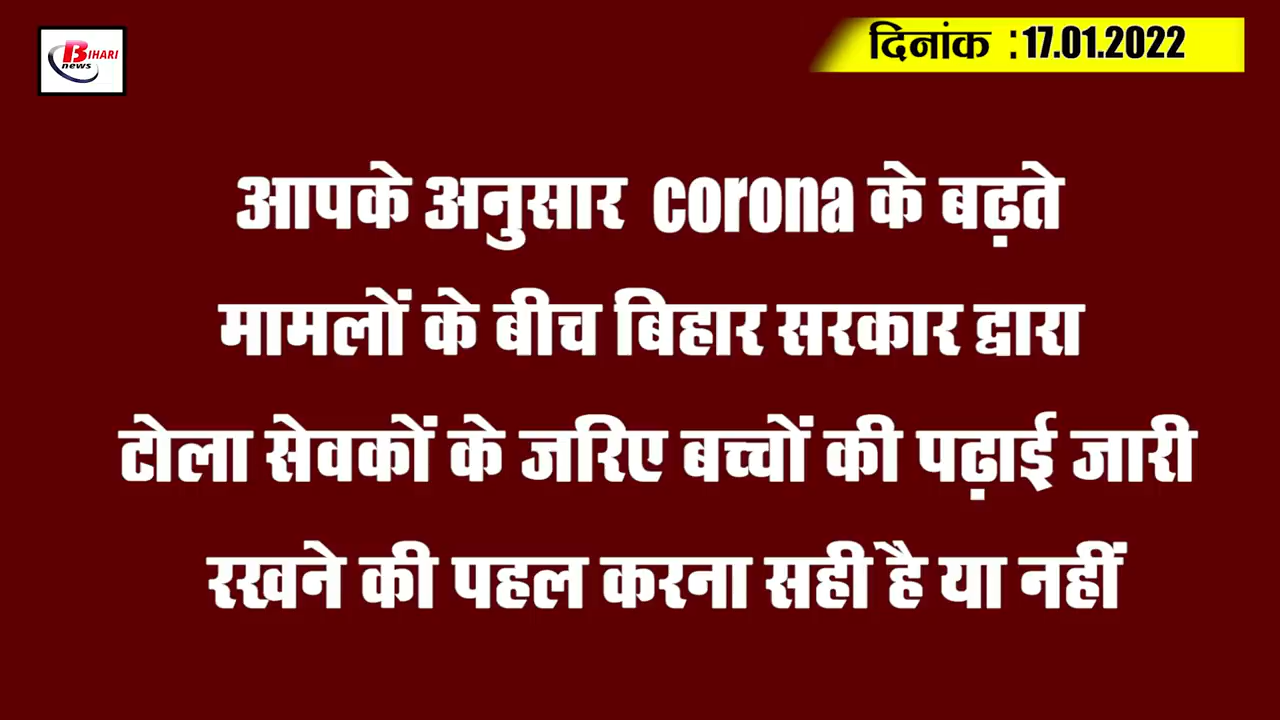 BIHARI
news
दिनांक : 17.01.2022
आपके अनुसार corona के बढ़ते
मामलों के बीच बिहार सरकार द्वारा
टोला सेवकों के जरिए बच्चों की पढ़ाई जारी
रखने की पहल करना सही है या नहीं